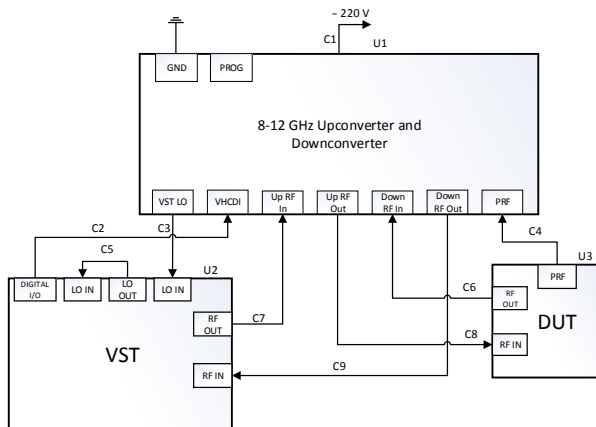 ~ 220 V
C1
U1
GND
PROG
8-12 GHz Upconverter and
Downconverter
VST LO
VHCDI
Up RF
In
Up RF
Out
Down
RF In
Down
RF Out
PRF
C2
C3
C4
C5
U2
U3
DIGITAL
I/O
LO IN
LO
OUT
LO IN
PRF
C6
RF
OUT
RF
OUT
C7
DUT
VST
C8
RF IN
RF IN
C9